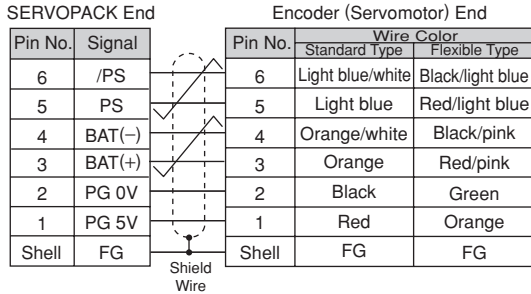 SERVOPACK End Encoder (Servomotor) End
Pin No. Signal Pin No. Wire Color
Standard Type Flexible Type
6 /PS 6 Light blue/white Black/light blue
5 PS 5 Light blue Red/light blue
4 BAT(−) 4 Orange/white Black/pink
3 BAT(+) 3 Orange Red/pink
2 PG 0V 2 Black Green
1 PG 5V 1 Red Orange
Shell FG Shell FG FG
Shield
Wire